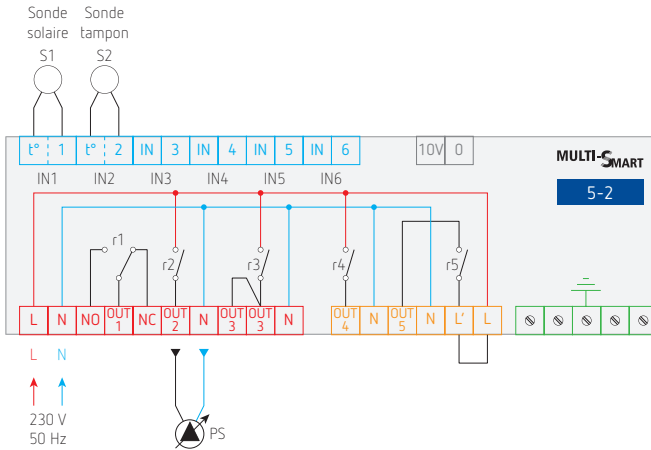 Sonde Sonde
solaire tampon
S1 S2
t° 1 t° 2 IN 3 IN 4 IN 5 IN 6 10V 0
MULTI-SMART
IN1 IN2 IN3 IN4 IN5 IN6
5-2
r1
r2 r3 r4 r5
L N NO OUT 1 NC OUT 2 N OUT 3 OUT 3 N OUT 4 N OUT 5 N L' L
L N
230 V
50 Hz
PS